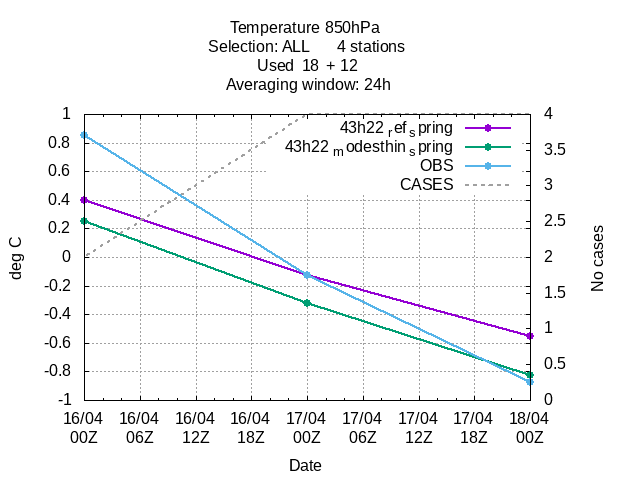 Temperature 850hPa
Selection: ALL 4 stations
Used 18 + 12
Averaging window: 24h
43h22 refspring
43h22 modesthinspring
OBS
CASES
1
0.8
0.6
0.4
0.2
0
-0.2
-0.4
-0.6
-0.8
-1
deg C
4
3.5
3
2.5
2
1.5
1
0.5
0
No cases
16/04 16/04 16/04 16/04 17/04 17/04 17/04 17/04 18/04
00Z 06Z 12Z 18Z 00Z 06Z 12Z 18Z 00Z
Date